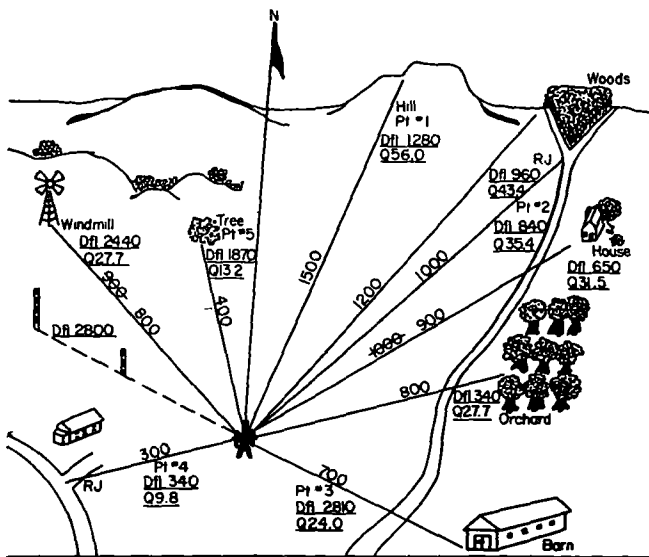 N
Woods
Hill
Pt #1
Dfl 1280
Q56.0
RJ
Dfl 960
Q43.4
Pt #2
Dfl 840
Q35.4
House
Dfl 650
Q31.5
Windmill
Dfl 2440
Q27.7
Tree
Pt #5
Dfl 1870
Q13.2
900
800
400
1500
1200
1000
1000
900
Dfl 2800
800
Dfl 340
Q27.7
Orchard
300
Pt #4
Dfl 340
Q9.8
RJ
700
Pt #3
Dfl 2810
Q24.0
Barn